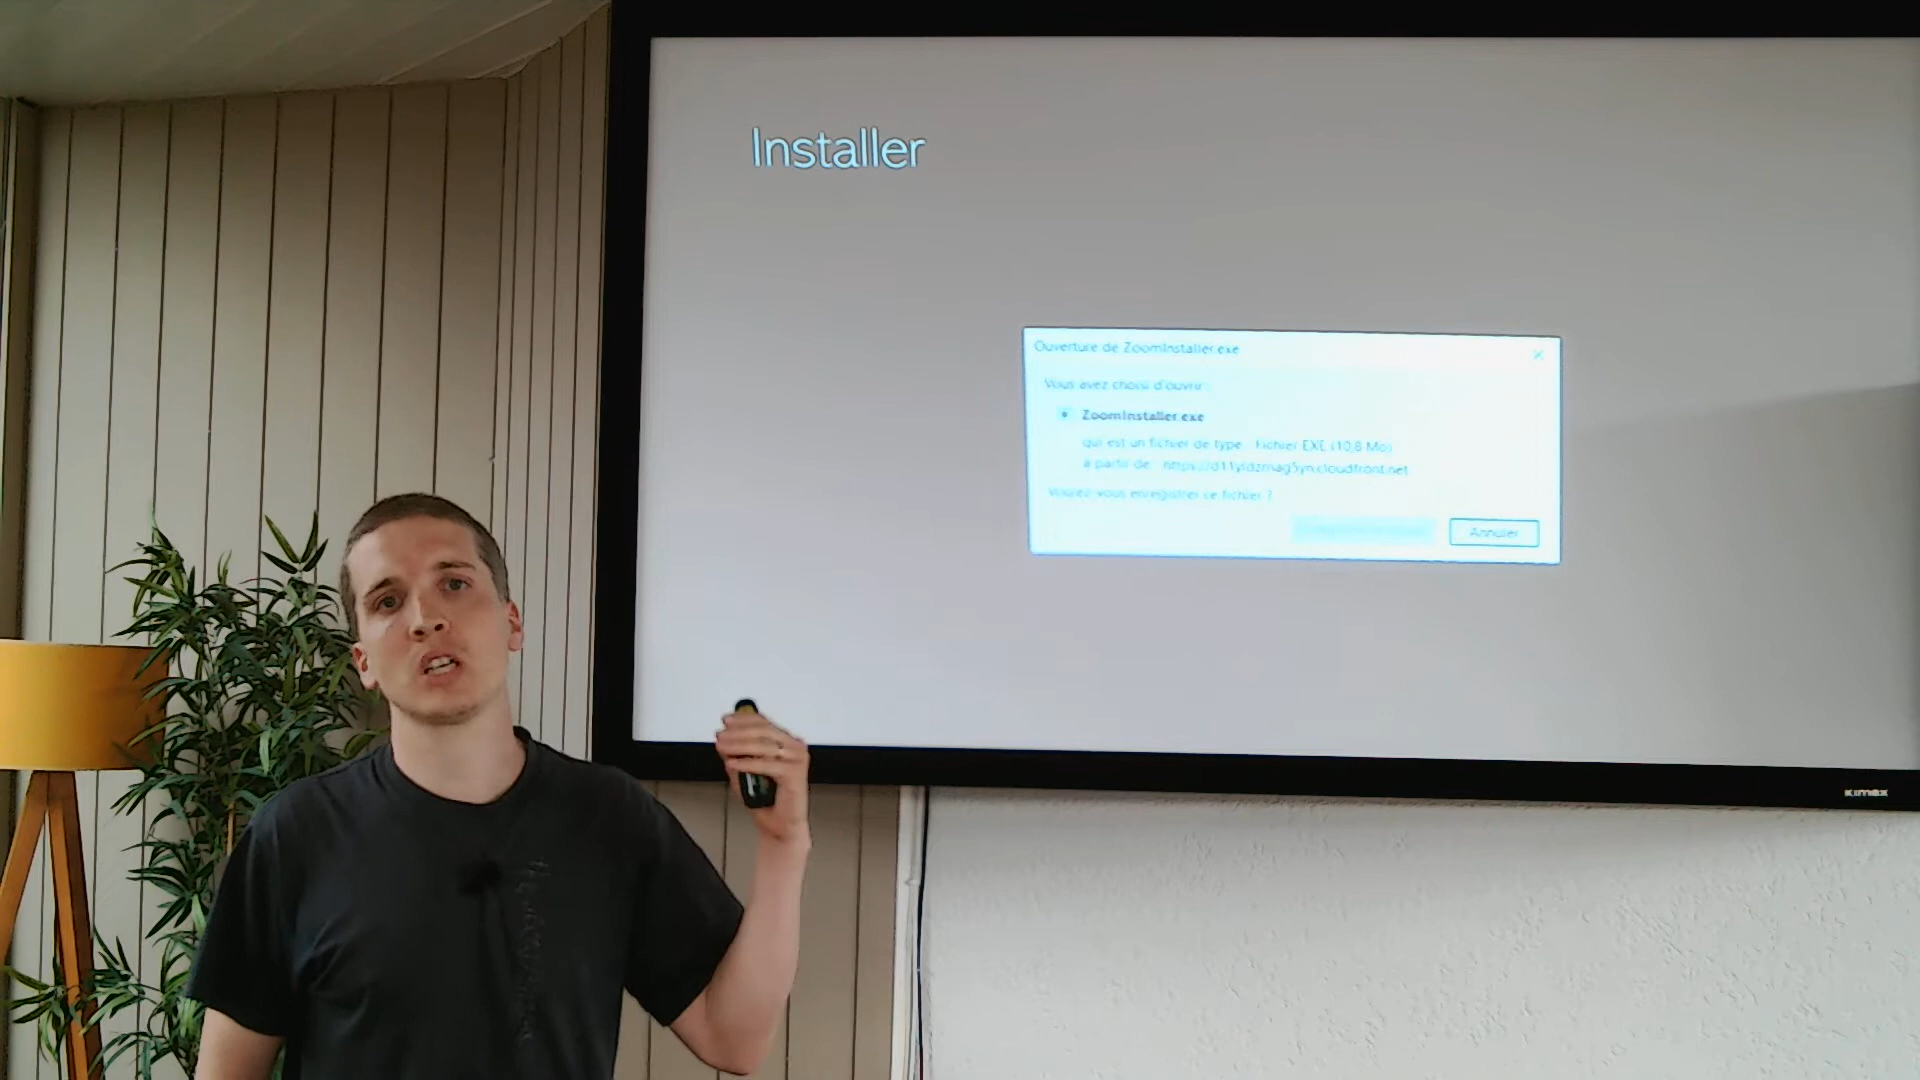 Installer
Ouverture de ZoomInstaller.exe
Vous avez choisi d'ouvrir :
ZoomInstaller.exe
qui est un fichier de type : Fichier EXE (10,8 Mo)
à partir de : https://
.cloudfront.net
Voulez-vous enregistrer ce fichier ?
Annuler
kimex